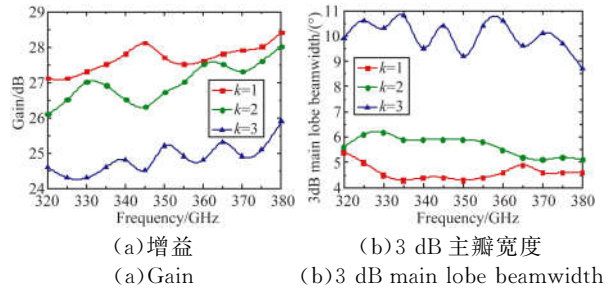 29
28
27
26
25
24
Gain/dB
k=1
k=2
k=3
320 330 340 350 360 370 380
Frequency/GHz
(a)增益
(a)Gain
11
10
9
8
7
6
5
4
3dB main lobe beamwidth/(°)
k=1
k=2
k=3
320 330 340 350 360 370 380
Frequency/GHz
(b)3 dB 主瓣宽度
(b)3 dB main lobe beamwidth